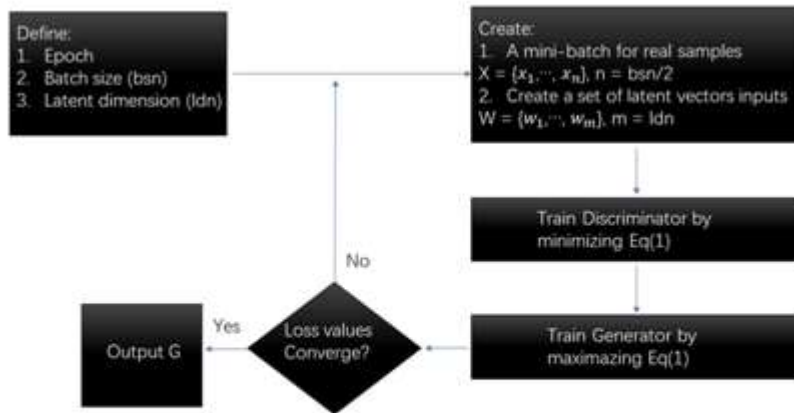 Define:
1. Epoch
2. Batch size (bsn)
3. Latent dimension (ldn)
Create:
1. A mini-batch for real samples
X = {x₁,⋯, xₙ}, n = bsn/2
2. Create a set of latent vectors inputs
W = {w₁,⋯, wₘ}, m = ldn
Train Discriminator by
minimizing Eq(1)
Train Generator by
maximazing Eq(1)
Loss values
Converge?
No
Yes
Output G